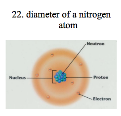 22. diameter of a nitrogen
atom
Neutron
Nucleus
Proton
Electron